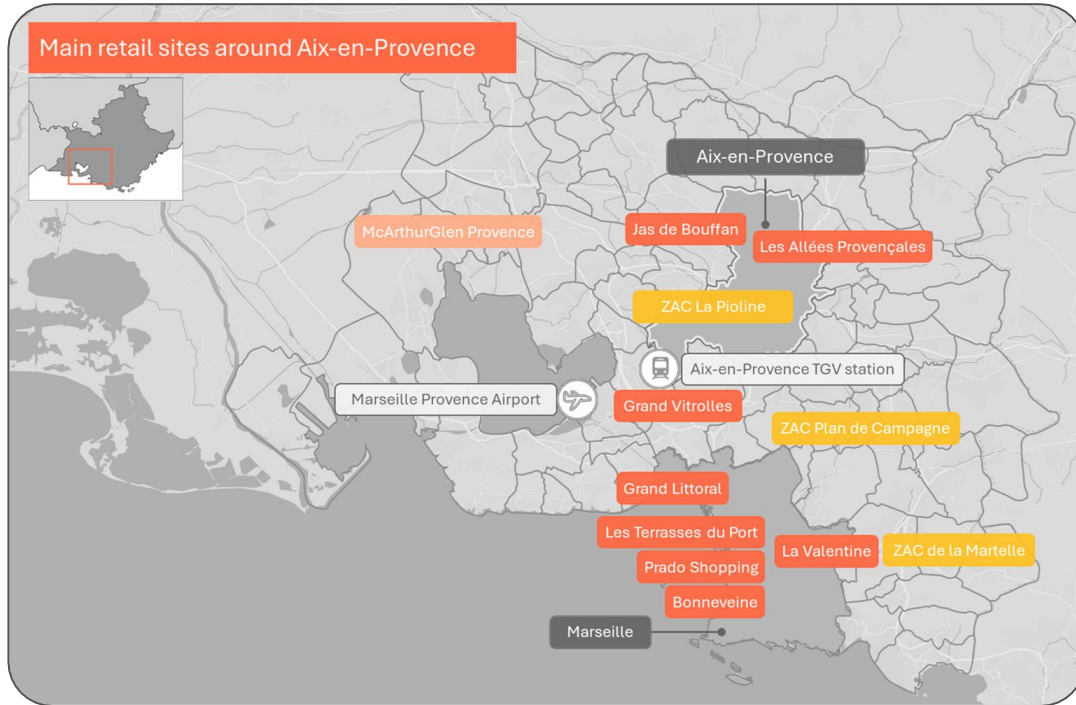 Main retail sites around Aix-en-Provence
Aix-en-Provence
McArthurGlen Provence
Jas de Bouffan
Les Allées Provençales
ZAC La Pioline
Aix-en-Provence TGV station
Marseille Provence Airport
Grand Vitrolles
ZAC Plan de Campagne
Grand Littoral
Les Terrasses du Port
La Valentine
ZAC de la Martelle
Prado Shopping
Bonneveine
Marseille